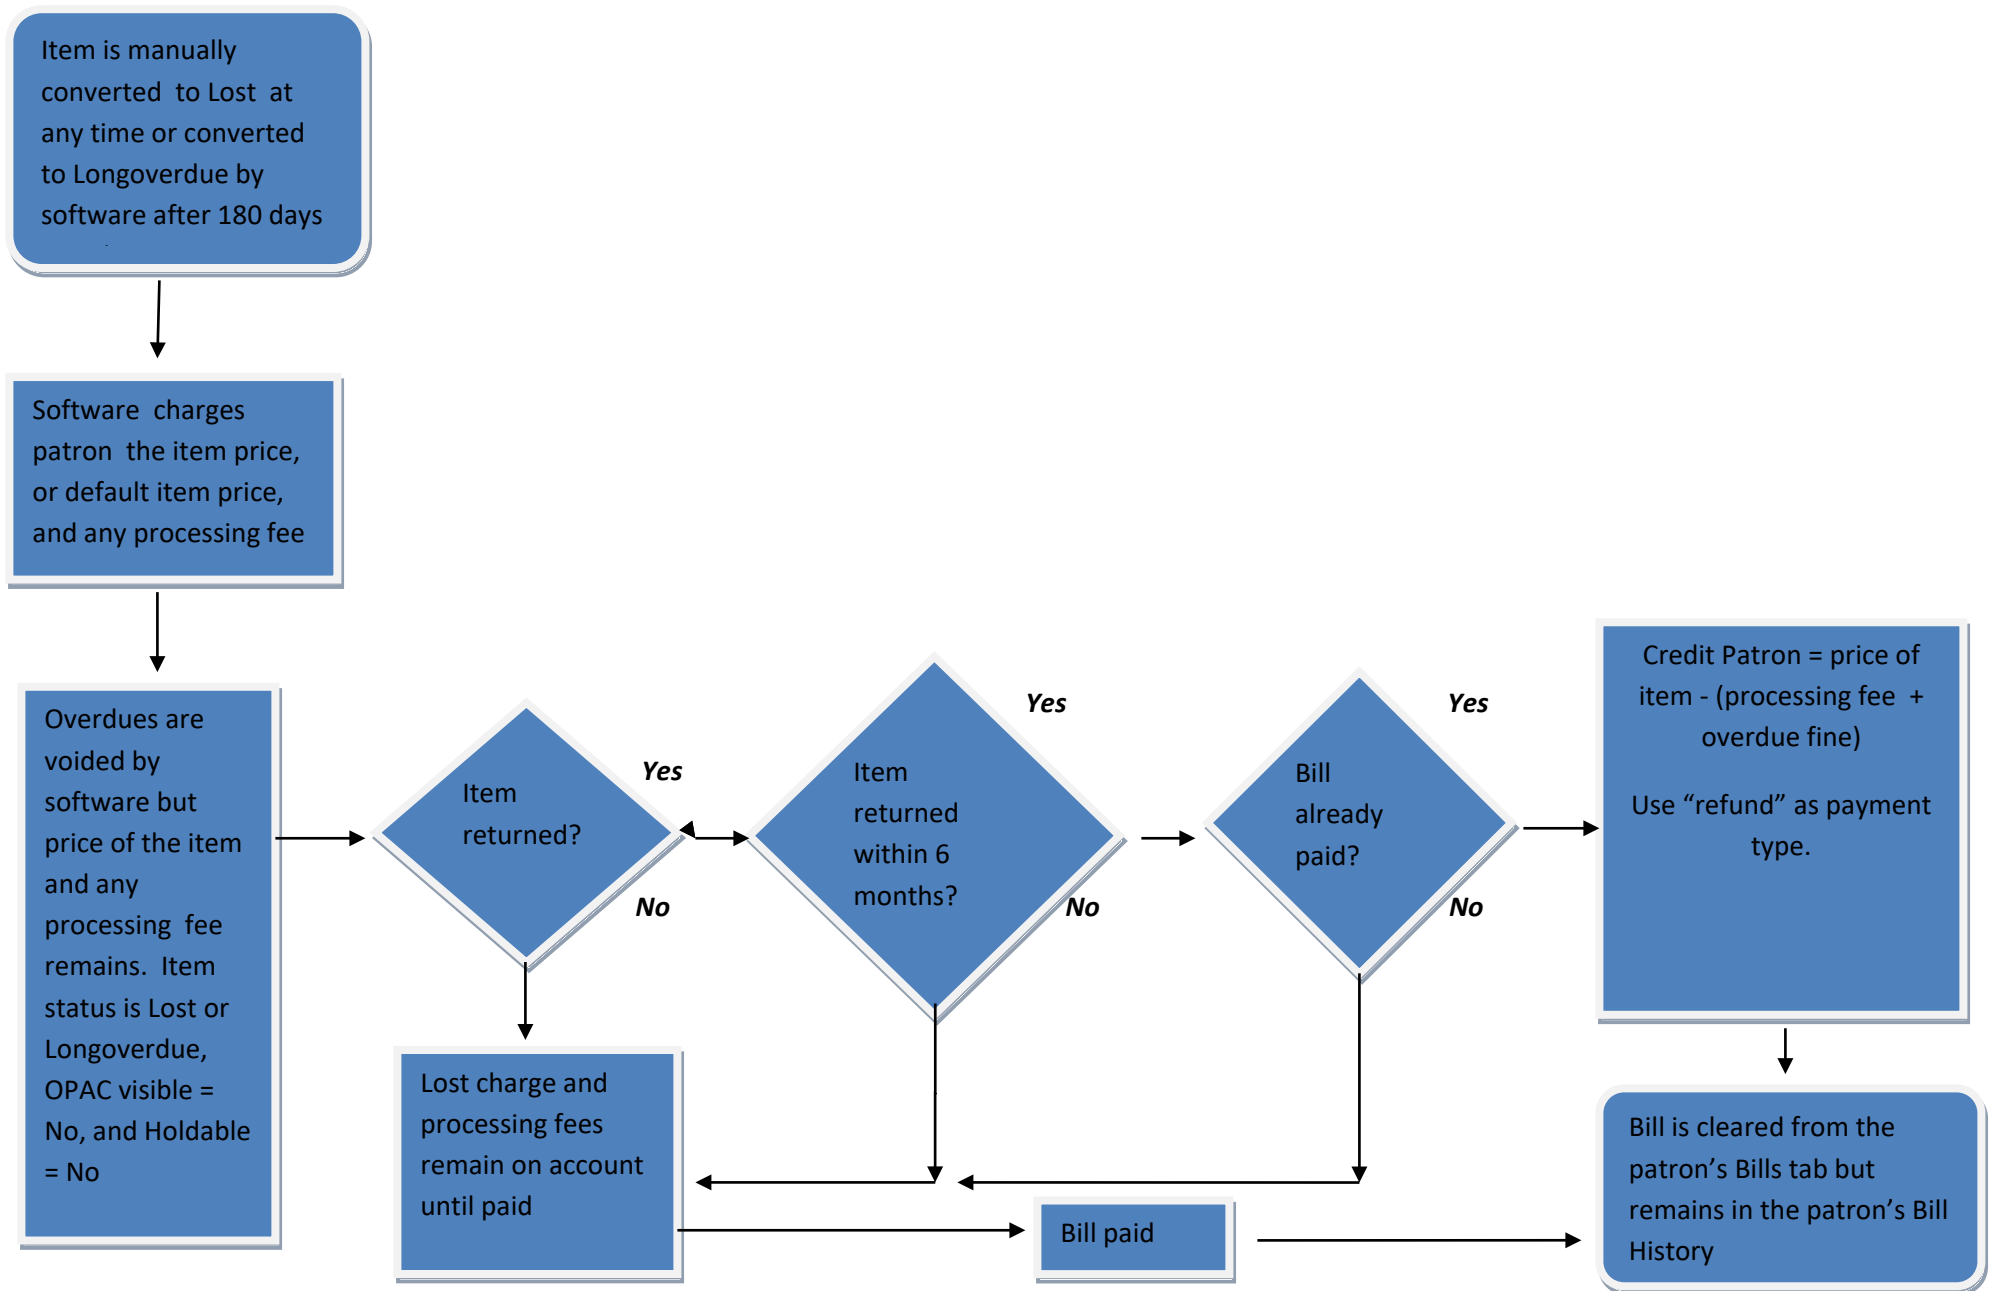 Item is manually
converted  to Lost  at
any time or converted
to Longoverdue by
software after 180 days
Software  charges
patron  the item price,
or default item price,
and any processing fee
Overdues are
voided by
software but
price of the item
and any
processing  fee
remains.  Item
status is Lost or
Longoverdue,
OPAC visible =
No, and Holdable
= No
Item
returned?
Yes
No
Lost charge and
processing fees
remain on account
until paid
Item
returned
within 6
months?
Yes
No
Bill
already
paid?
Yes
No
Bill paid
Credit Patron = price of
item - (processing fee  +
overdue fine)
Use “refund” as payment
type.
Bill is cleared from the
patron’s Bills tab but
remains in the patron’s Bill
History